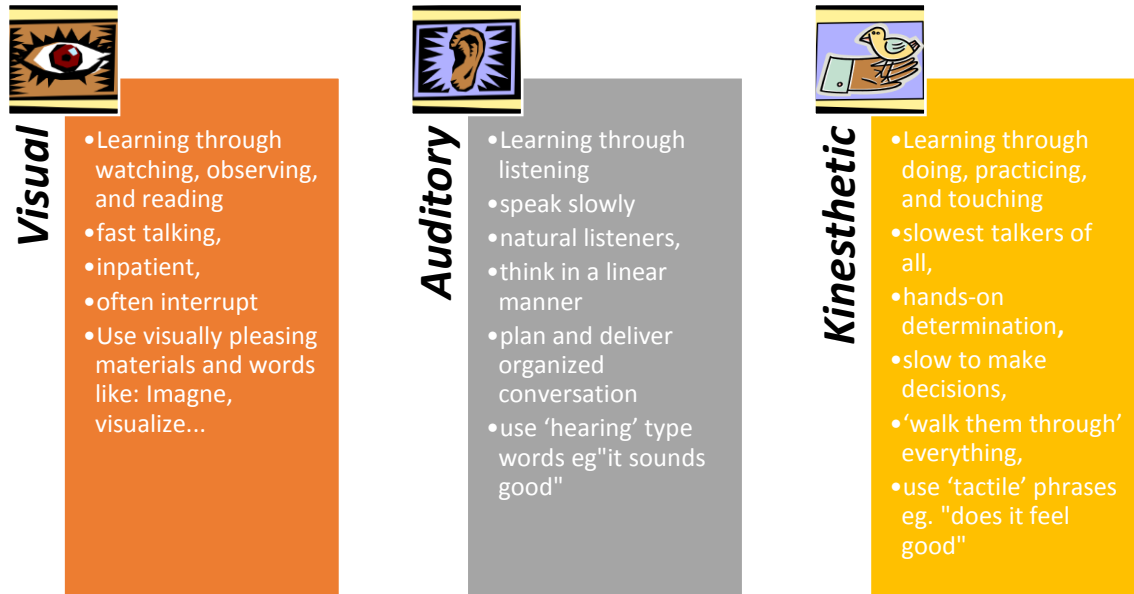 Visual
•Learning through
watching, observing,
and reading
•fast talking,
•inpatient,
•often interrupt
•Use visually pleasing
materials and words
like: Imagne,
visualize...
Auditory
•Learning through
listening
•speak slowly
•natural listeners,
•think in a linear
manner
•plan and deliver
organized
conversation
•use ‘hearing’ type
words eg"it sounds
good"
Kinesthetic
•Learning through
doing, practicing,
and touching
•slowest talkers of
all,
•hands-on
determination,
•slow to make
decisions,
•‘walk them through’
everything,
•use ‘tactile’ phrases
eg. "does it feel
good"